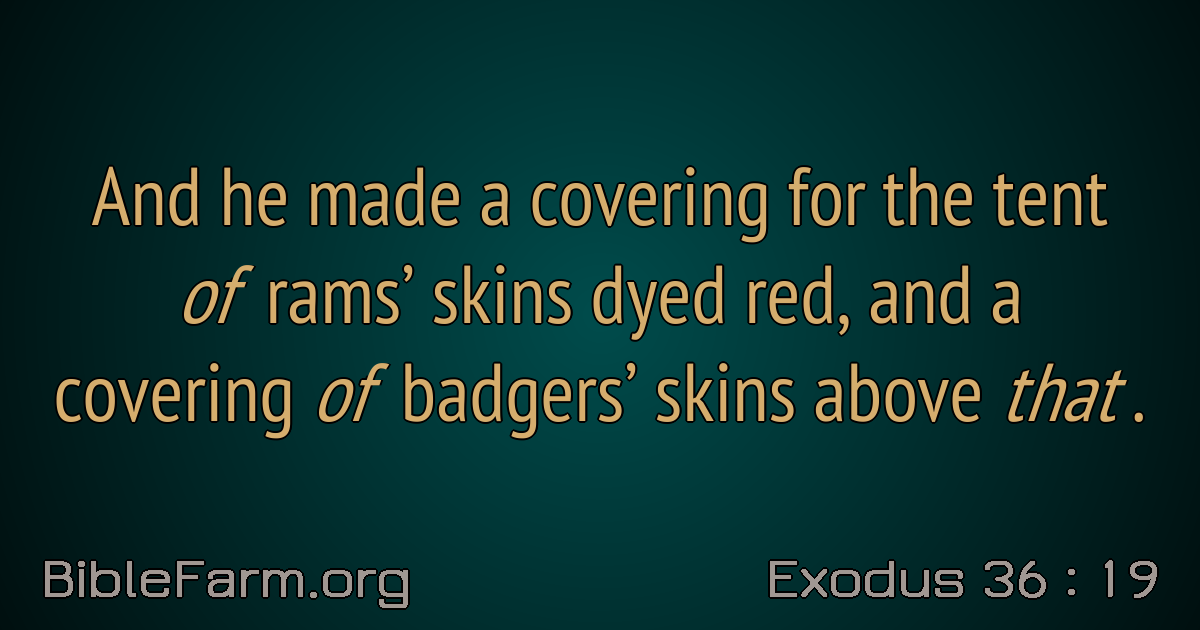 And he made a covering for the tent
of rams’ skins dyed red, and a
covering of badgers’ skins above that .
BibleFarm.org
Exodus 36 : 19